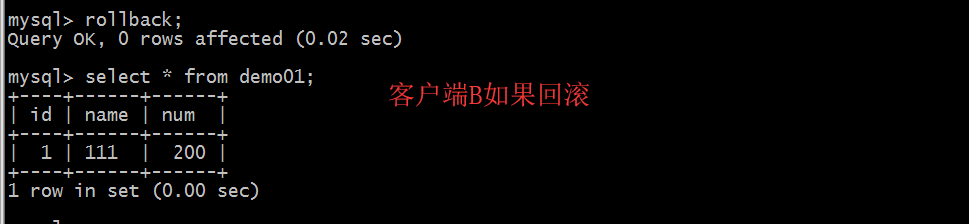 mysql> rollback;
Query OK, 0 rows affected (0.02 sec)
mysql> select * from demo01;
+----+------+------+
| id | name | num  |
+----+------+------+
|  1 | 111  |  200 |
+----+------+------+
1 row in set (0.00 sec)
客户端B如果回滚